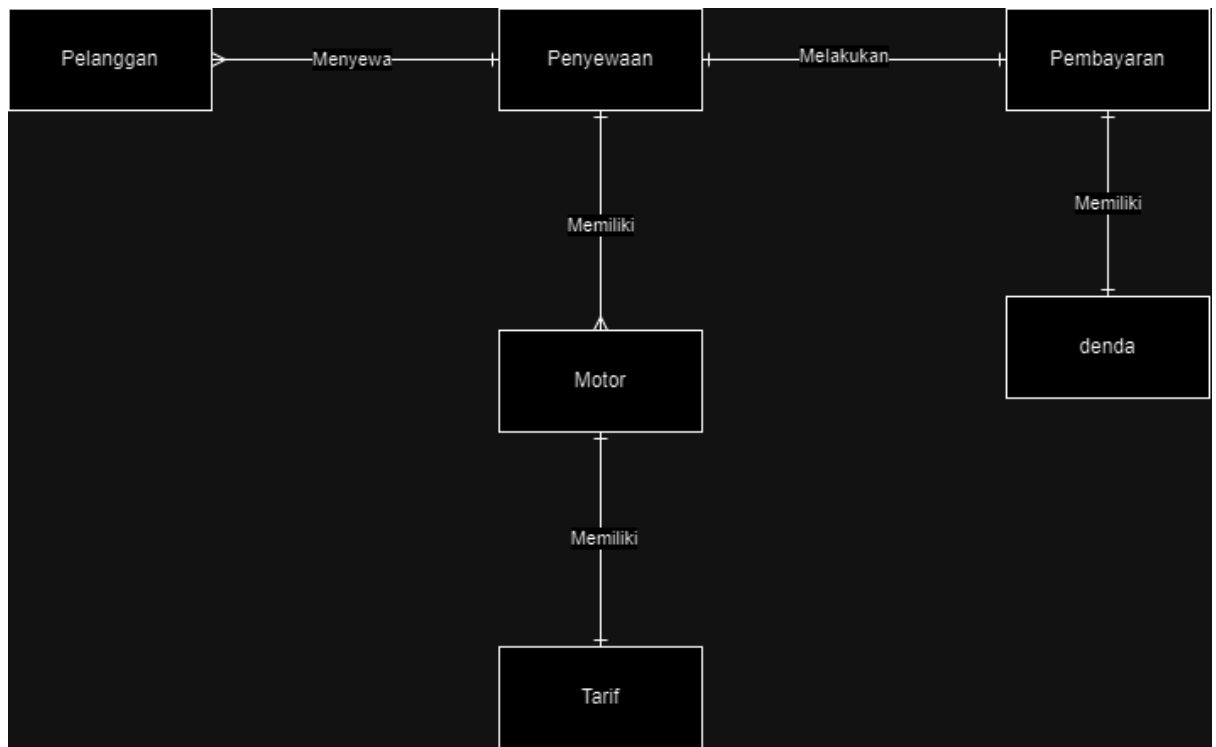 Pelanggan
Menyewa
Penyewaan
Melakukan
Pembayaran
Memiliki
Memiliki
denda
Motor
Memiliki
Tarif